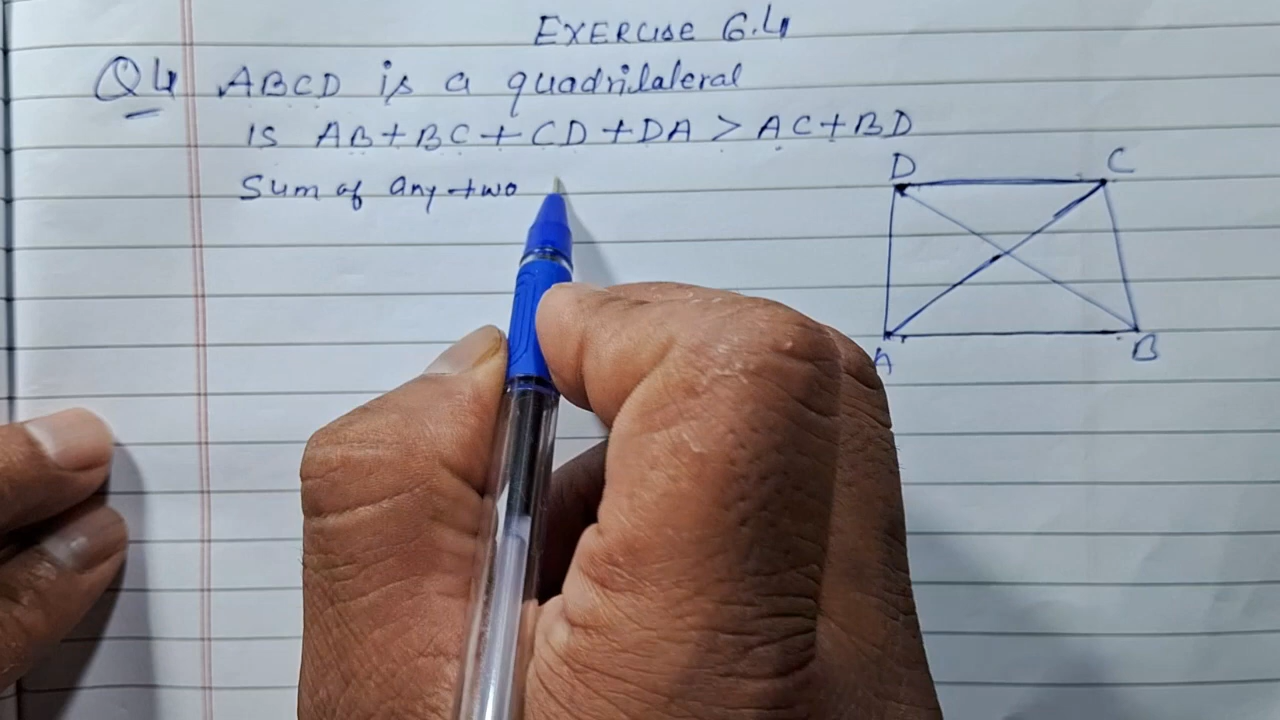 EXERCISE 6.4
Q4 ABCD is a quadrilateral
IS AB+BC+CD+DA > AC+BD
Sum of any two
D C
A B